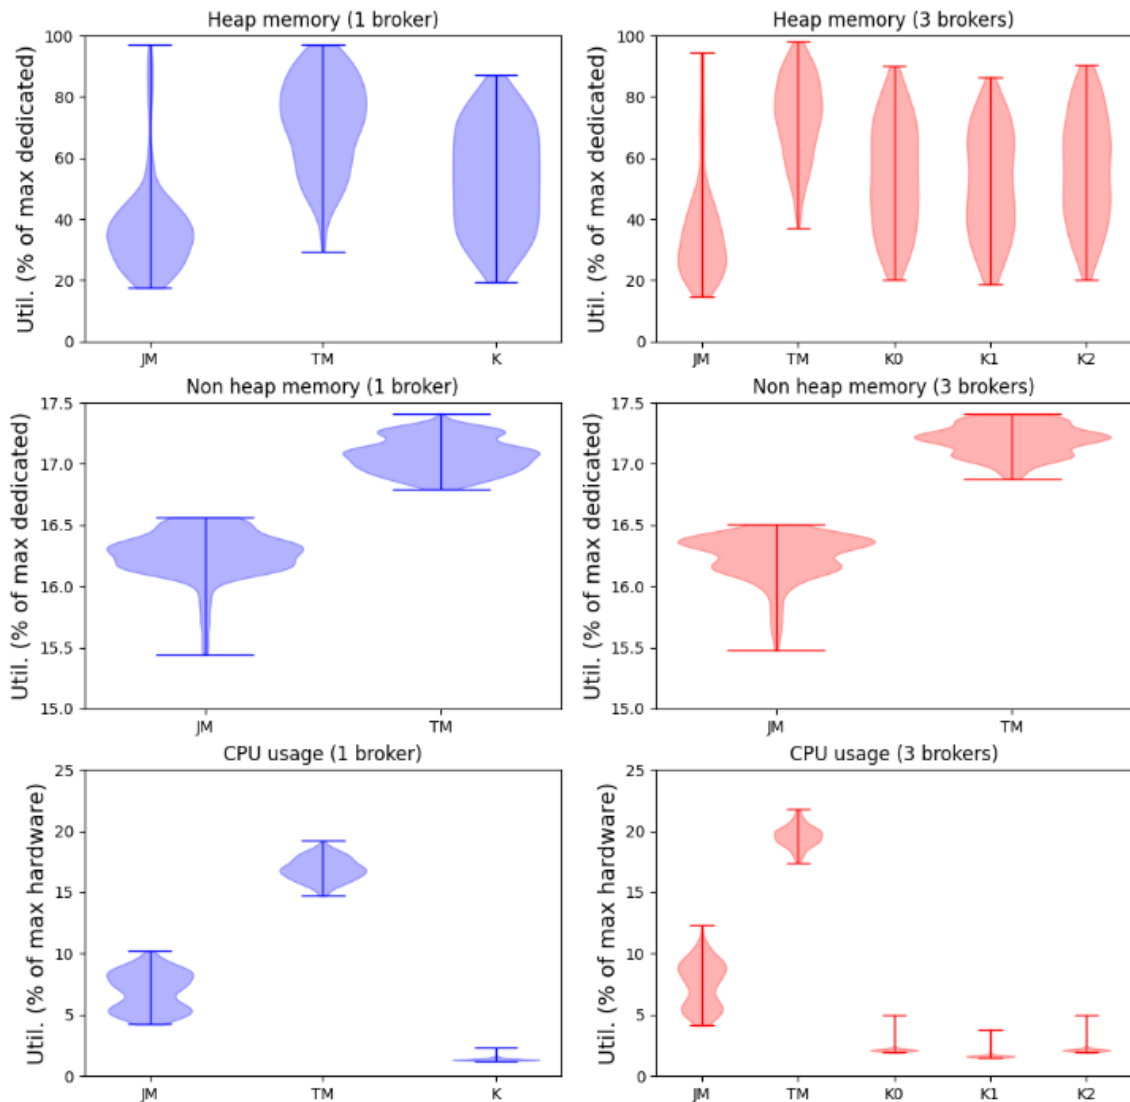 Heap memory (1 broker)
Util. (% of max dedicated)
100
80
60
40
20
0
JM TM K
Heap memory (3 brokers)
Util. (% of max dedicated)
100
80
60
40
20
0
JM TM K0 K1 K2
Non heap memory (1 broker)
Util. (% of max dedicated)
17.5
17.0
16.5
16.0
15.5
15.0
JM TM
Non heap memory (3 brokers)
Util. (% of max dedicated)
17.5
17.0
16.5
16.0
15.5
15.0
JM TM
CPU usage (1 broker)
Util. (% of max hardware)
25
20
15
10
5
0
JM TM K
CPU usage (3 brokers)
Util. (% of max hardware)
25
20
15
10
5
0
JM TM K0 K1 K2